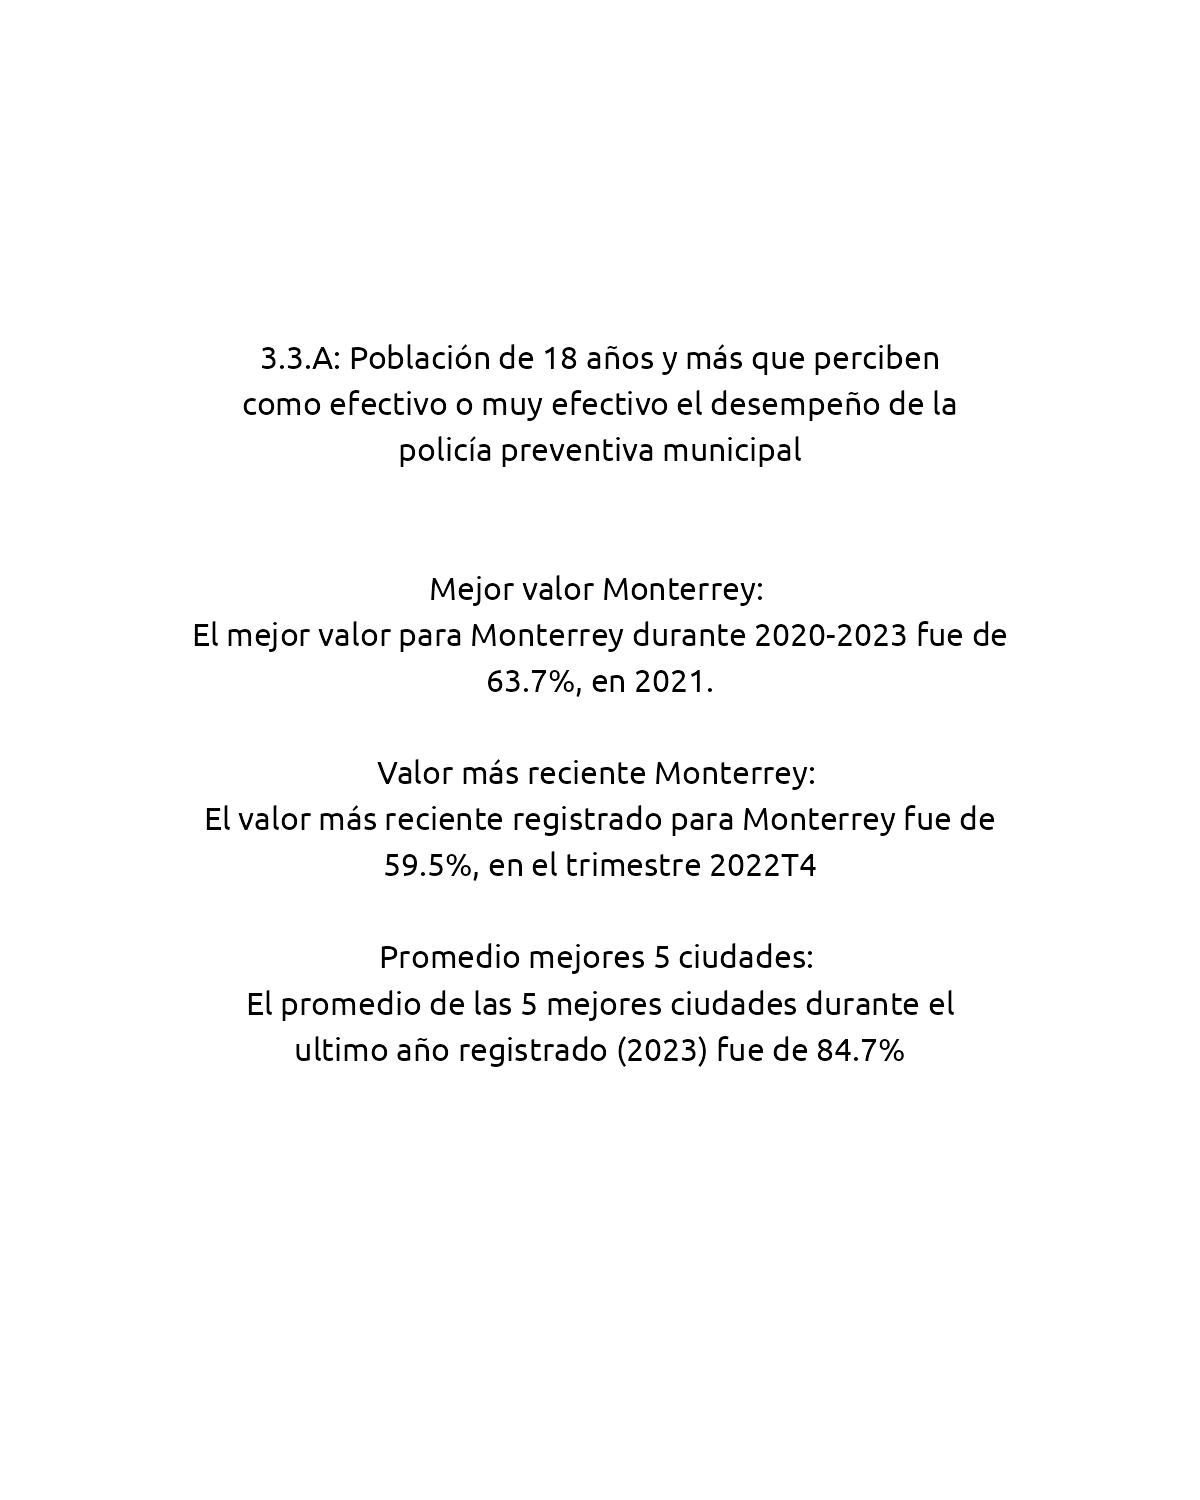 3.3.A: Población de 18 años y más que perciben
como efectivo o muy efectivo el desempeño de la
policía preventiva municipal
Mejor valor Monterrey:
El mejor valor para Monterrey durante 2020-2023 fue de
63.7%, en 2021.
Valor más reciente Monterrey:
El valor más reciente registrado para Monterrey fue de
59.5%, en el trimestre 2022T4
Promedio mejores 5 ciudades:
El promedio de las 5 mejores ciudades durante el
ultimo año registrado (2023) fue de 84.7%